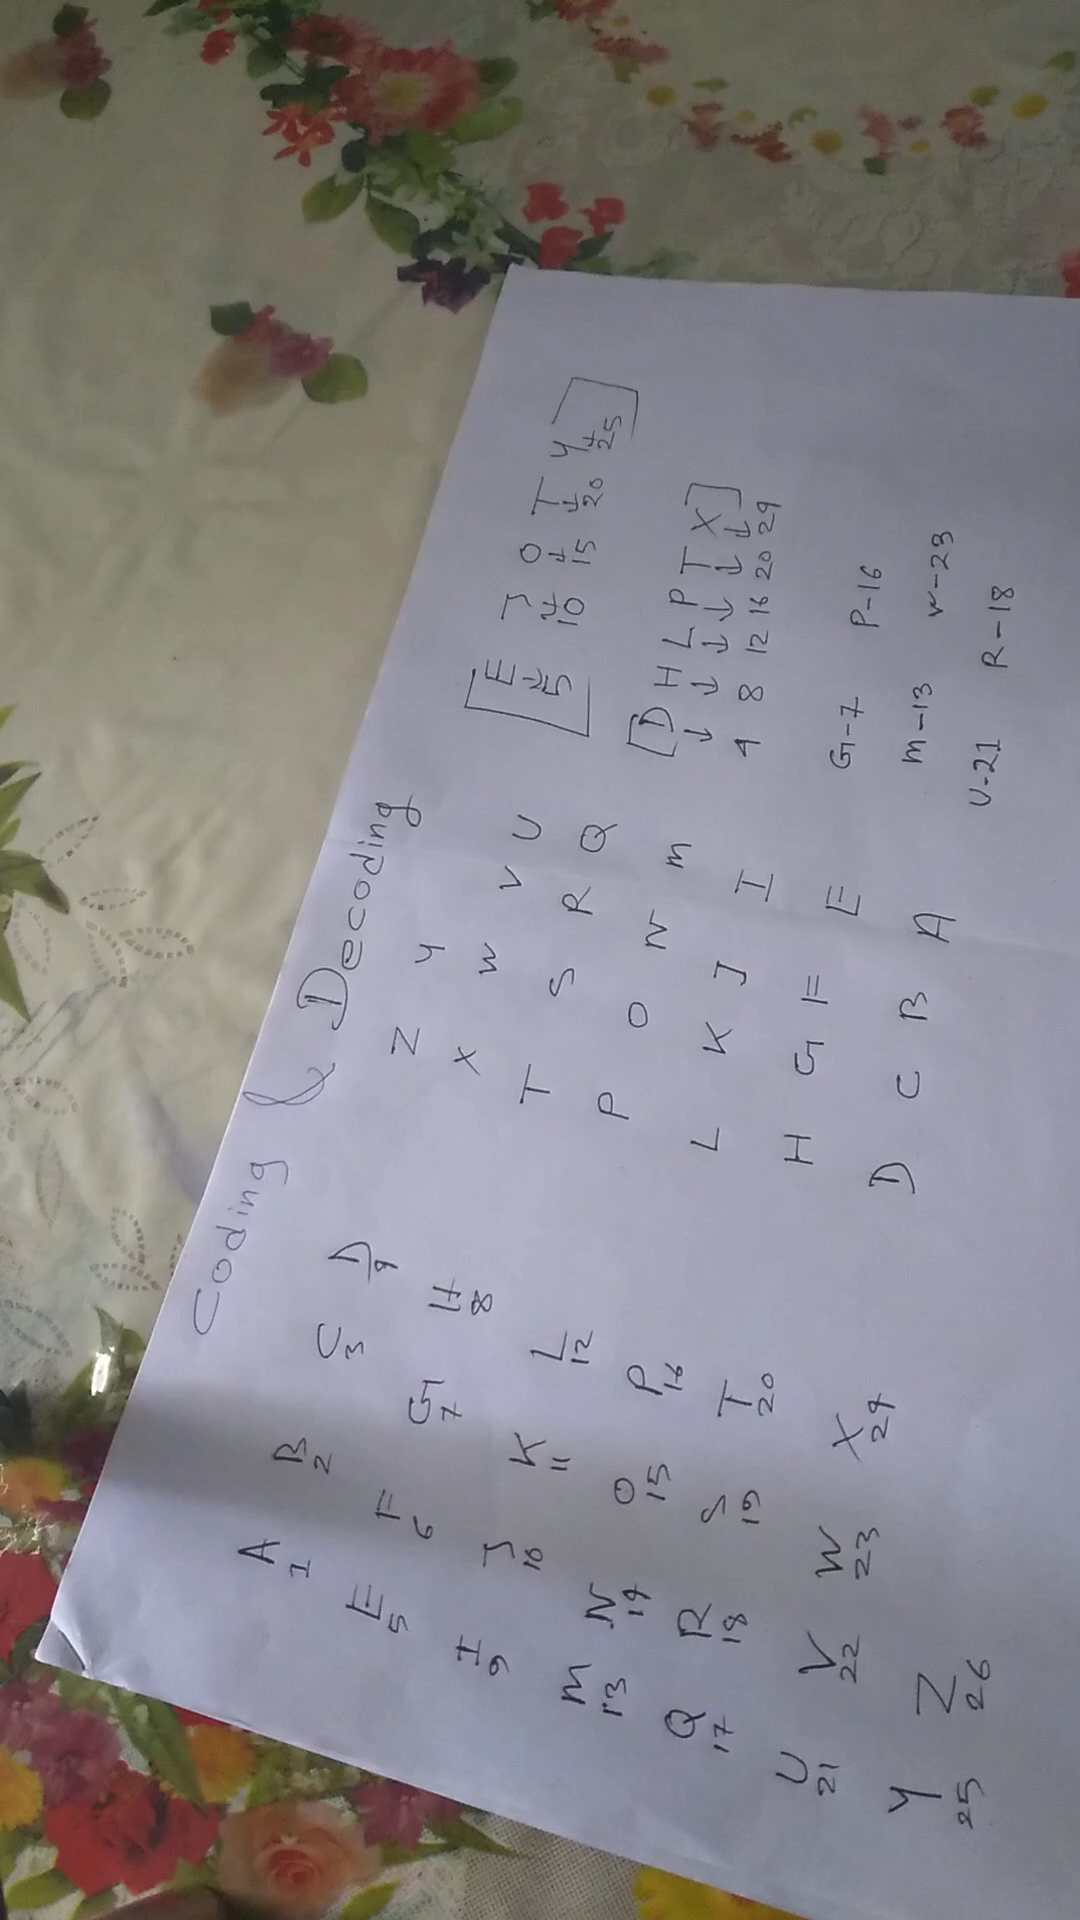 Coding & Decoding
A B C D
1 2 3 4
E F G H
5 6 7 8
I J K L
9 10 11 12
M N O P
13 14 15 16
Q R S T
17 18 19 20
U V W X
21 22 23 24
Y Z
25 26
Z Y
X W V U
T S R Q
P O N M
L K J I
H G F E
D C B A
[E J O T Y]
↓ ↓ ↓ ↓ ↓
5 10 15 20 25
[D H L P T X]
↓ ↓ ↓ ↓ ↓ ↓
4 8 12 16 20 24
G-7 P-16
M-13 W-23
U-21 R-18